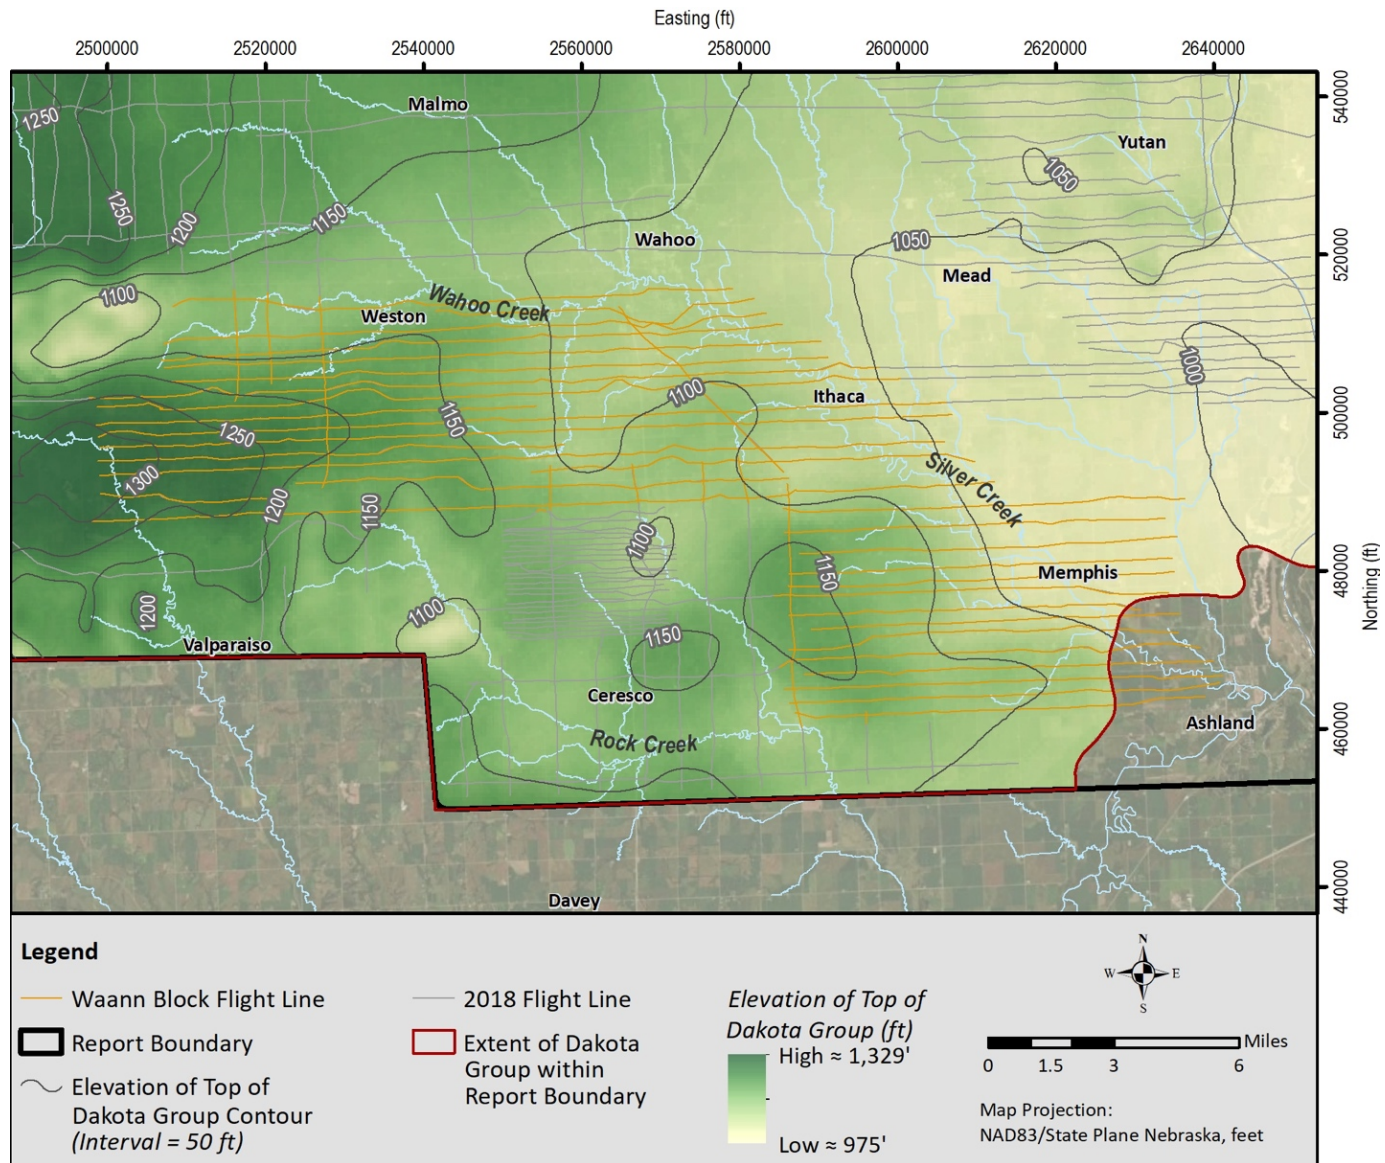 Easting (ft)
2500000 2520000 2540000 2560000 2580000 2600000 2620000 2640000
540000
520000
500000
480000
460000
440000
Northing (ft)
Malmo
1250
Yutan
1050
1250
1200
1150
Wahoo
1050
Mead
1100
Wahoo Creek
Weston
1000
1100
Ithaca
1150
1250
1300
Silver Creek
1200
1150
1100
1150
Memphis
1200
1100
1150
Valparaiso
Ceresco
Ashland
Rock Creek
Davey
Legend
Waann Block Flight Line
Report Boundary
Elevation of Top of
Dakota Group Contour
(Interval = 50 ft)
2018 Flight Line
Extent of Dakota
Group within
Report Boundary
Elevation of Top of
Dakota Group (ft)
High ≈ 1,329'
Low ≈ 975'
N
W E
S
Miles
0 1.5 3 6
Map Projection:
NAD83/State Plane Nebraska, feet